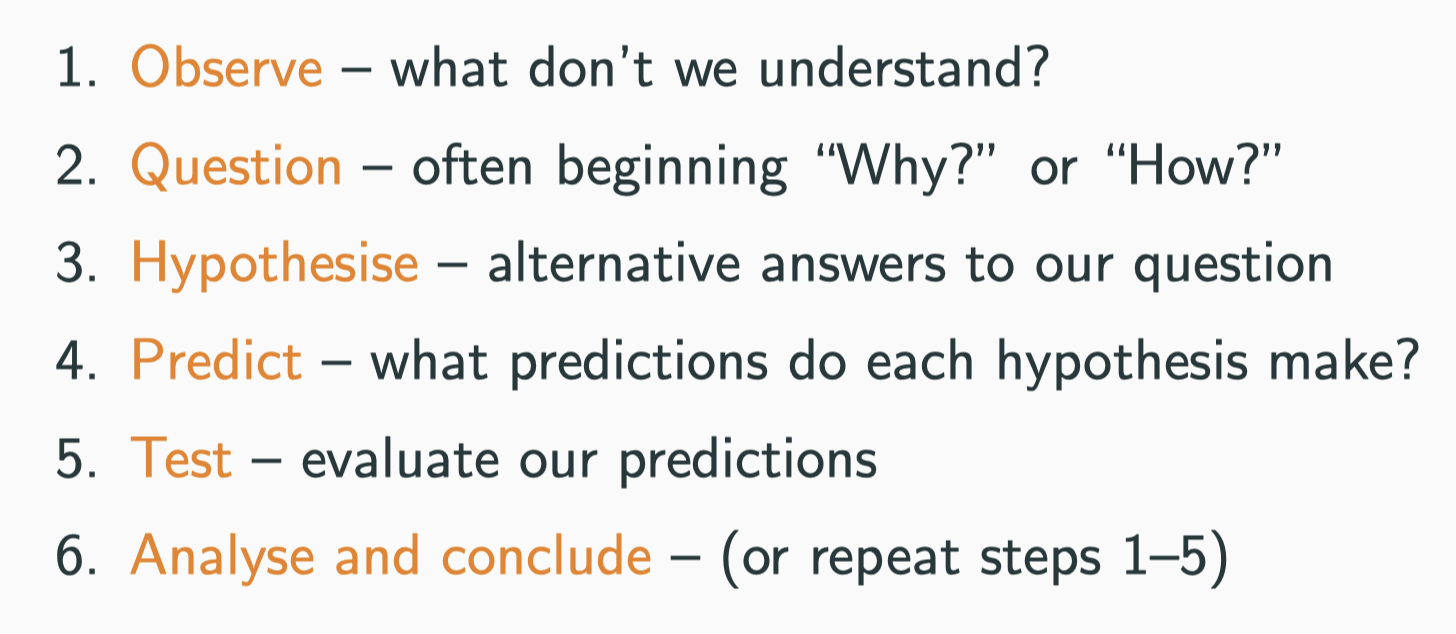 1. Observe – what don't we understand?
2. Question – often beginning “Why?” or “How?”
3. Hypothesise – alternative answers to our question
4. Predict – what predictions do each hypothesis make?
5. Test – evaluate our predictions
6. Analyse and conclude – (or repeat steps 1–5)